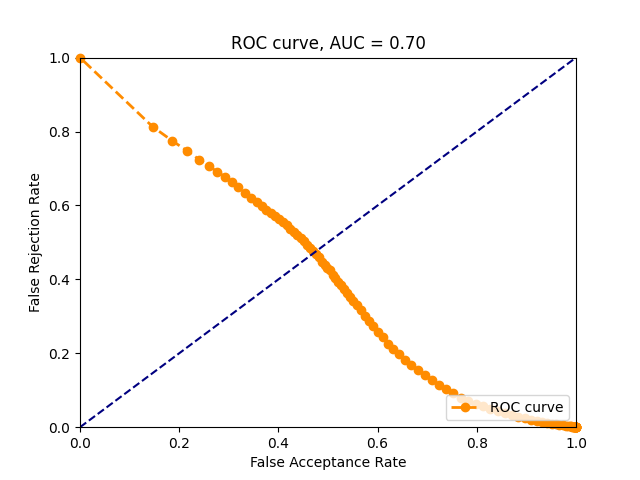 ROC curve, AUC = 0.70
1.0
0.8
0.6
0.4
0.2
0.0
False Rejection Rate
ROC curve
0.0 0.2 0.4 0.6 0.8 1.0
False Acceptance Rate